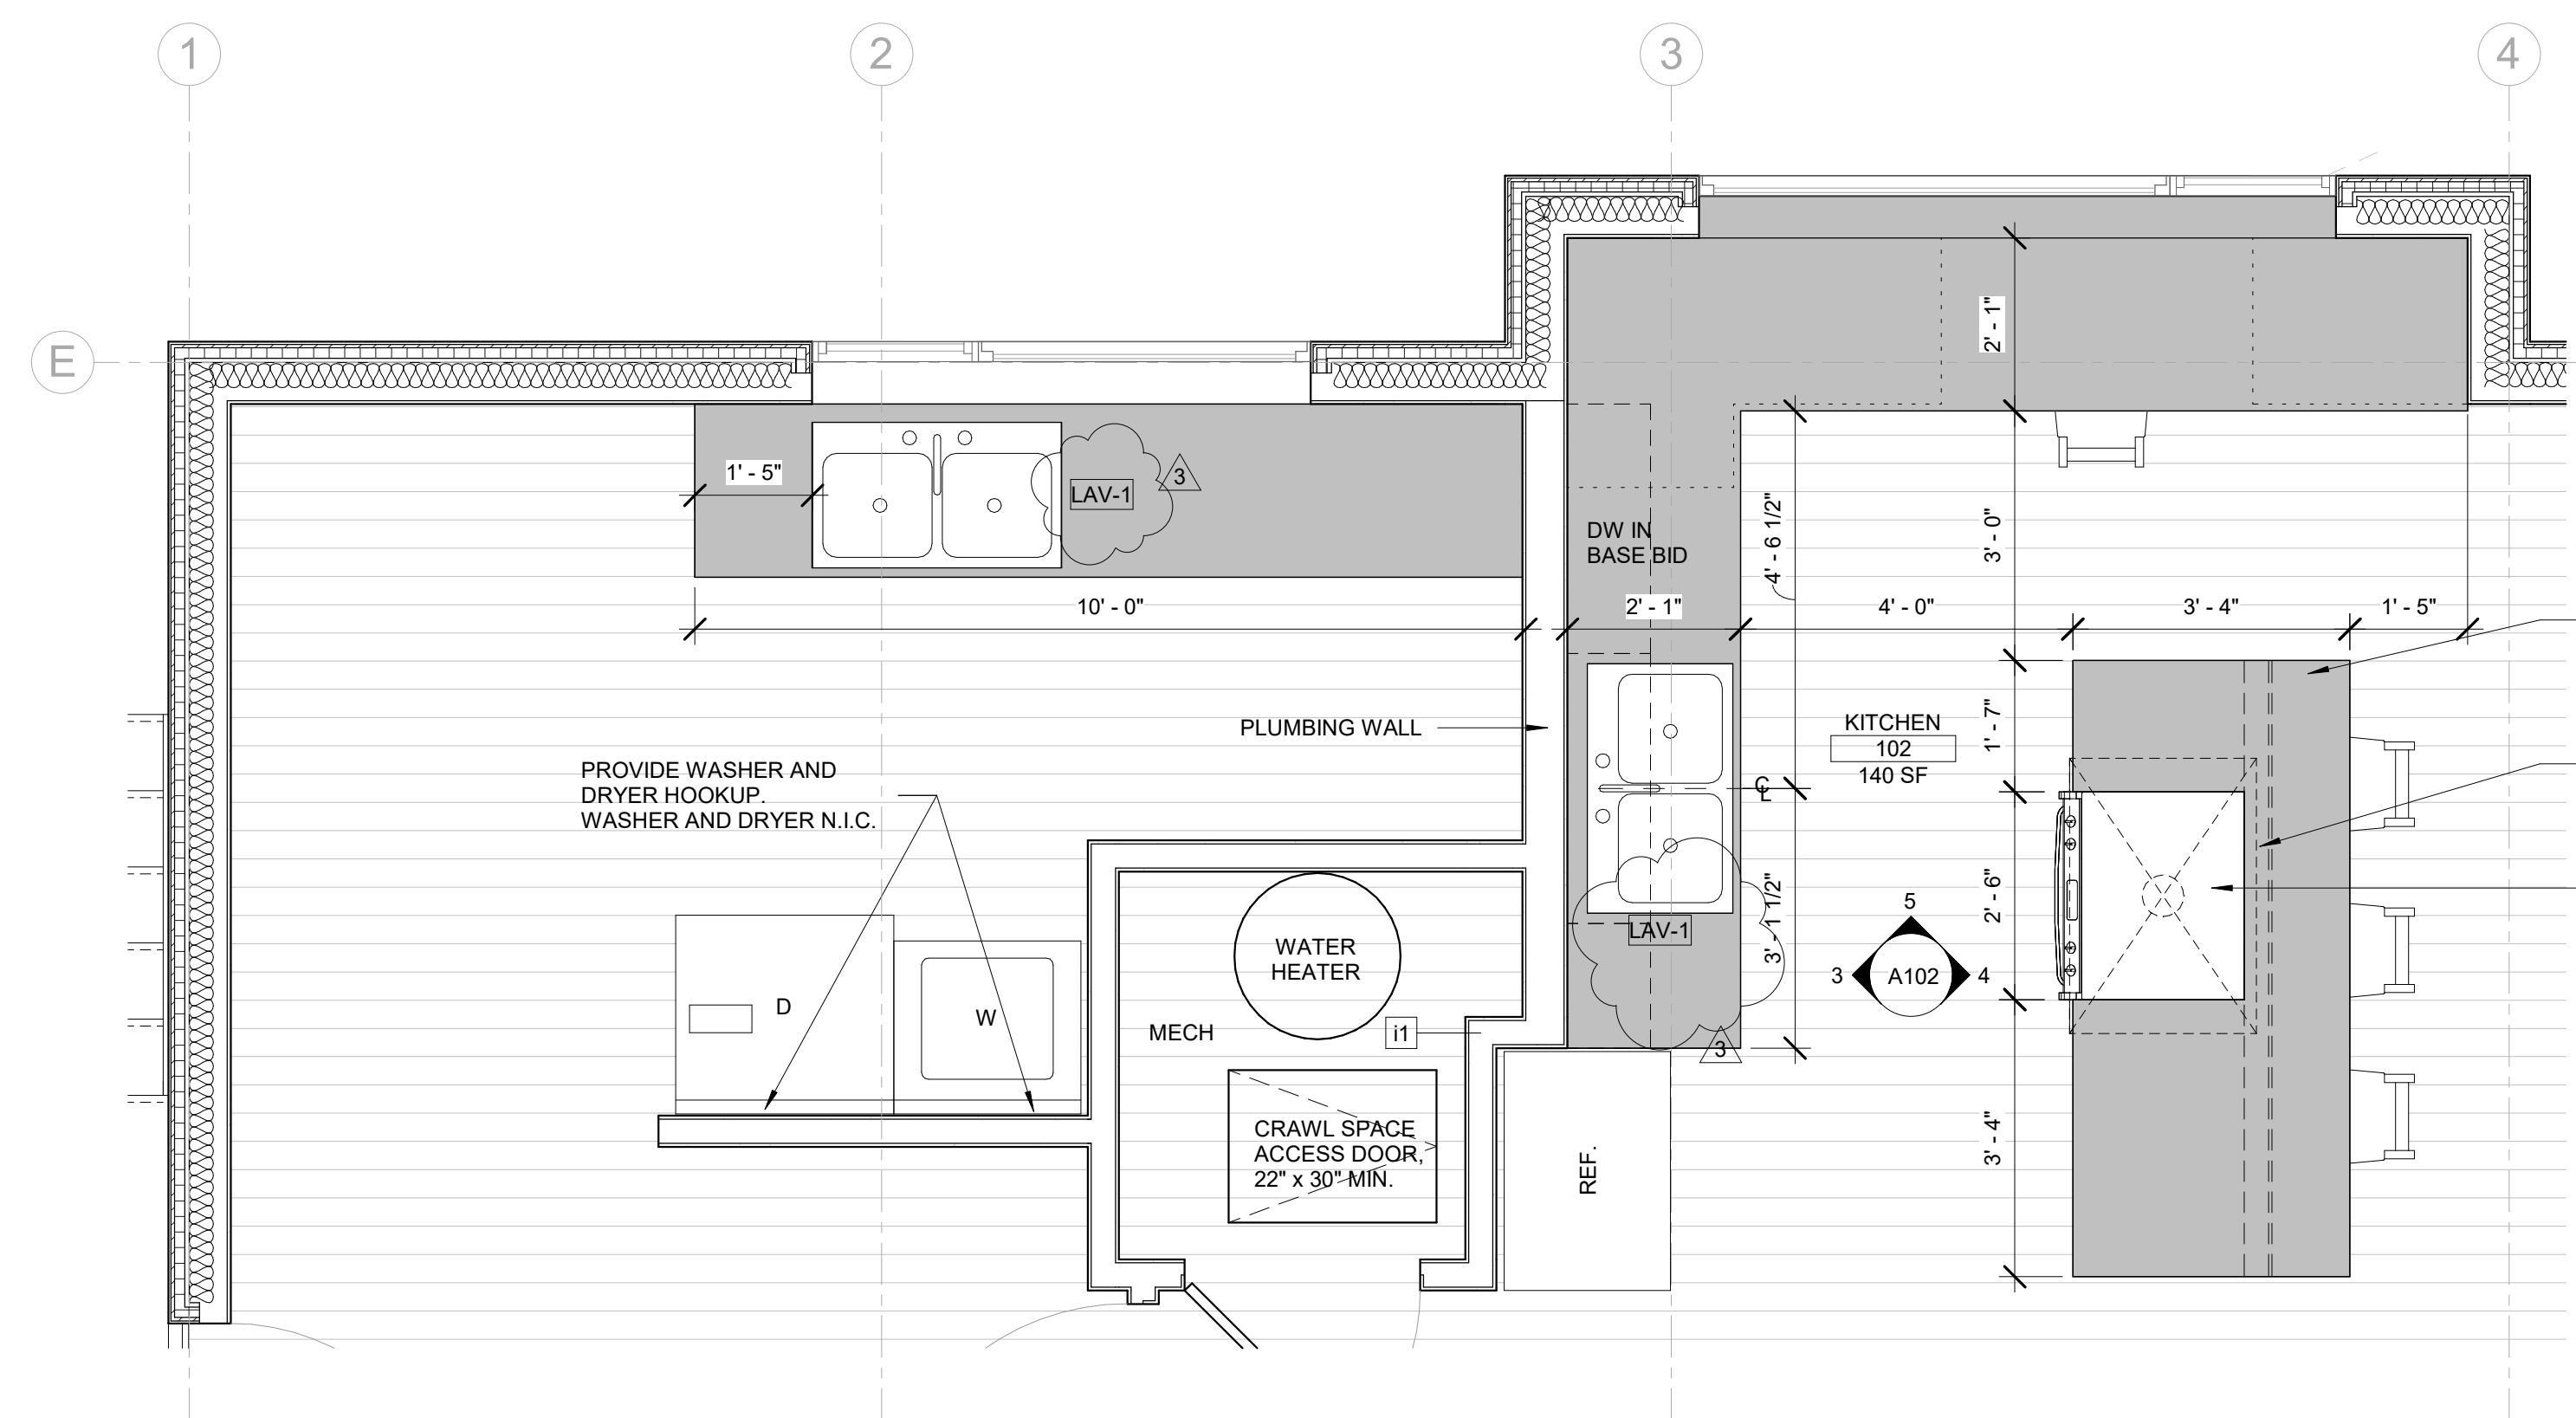 1
2
3
4
E
2' - 1"
1' - 5"
LAV-1
3
DW IN
BASE BID
4' - 6 1/2"
3' - 0"
10' - 0"
2' - 1"
4' - 0"
3' - 4"
1' - 5"
PLUMBING WALL
KITCHEN
102
140 SF
1' - 7"
PROVIDE WASHER AND
DRYER HOOKUP.
WASHER AND DRYER N.I.C.
CL
WATER
HEATER
LAV-1
3' - 1 1/2"
2' - 6"
5
3
A102
4
D
W
MECH
i1
3
CRAWL SPACE
ACCESS DOOR,
22" x 30" MIN.
REF.
3' - 4"